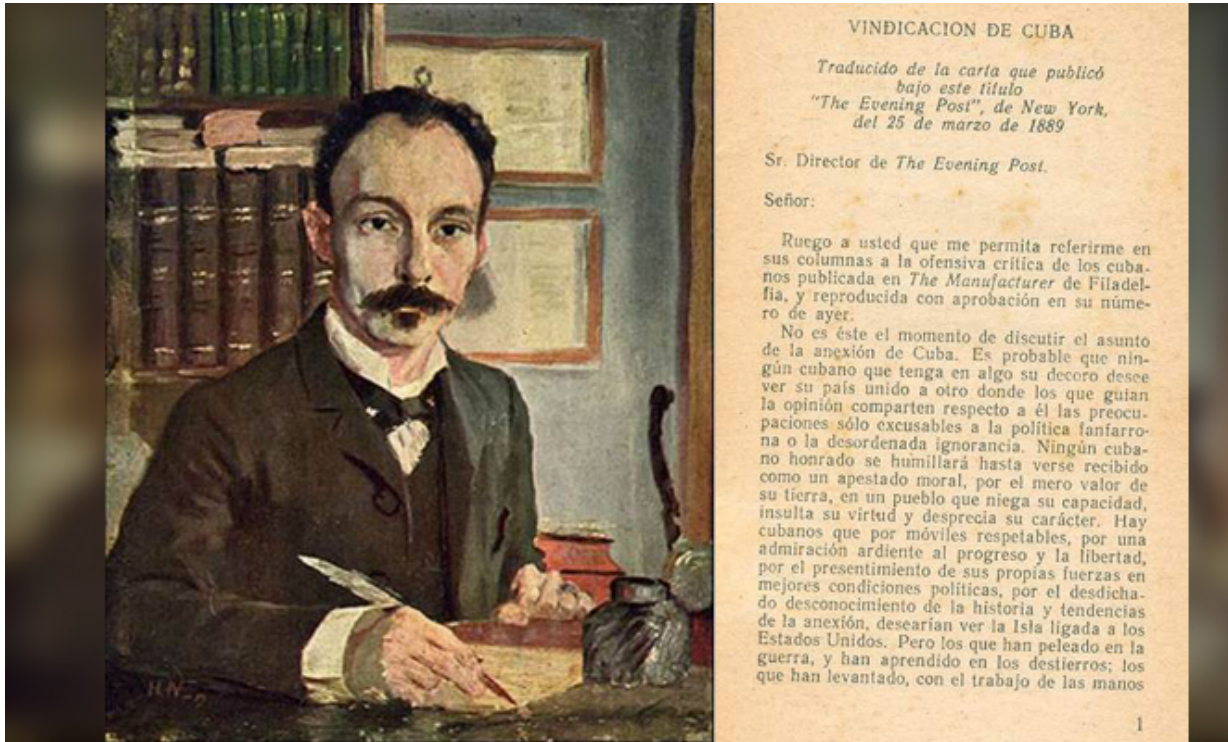 VINDICACION DE CUBA
Traducido de la carta que publicó
bajo este título
"The Evening Post", de New York,
del 25 de marzo de 1889
Sr. Director de The Evening Post.
Señor:
Ruego a usted que me permita referirme en
sus columnas a la ofensiva crítica de los cuba-
nos publicada en The Manufacturer de Filadel-
fia, y reproducida con aprobación en su núme-
ro de ayer.
No es éste el momento de discutir el asunto
de la anexión de Cuba. Es probable que nin-
gún cubano que tenga en algo su decoro desee
ver su país unido a otro donde los que guían
la opinión comparten respecto a él las preocu-
paciones sólo excusables a la política fanfarro-
na o la desordenada ignorancia. Ningún cuba-
no honrado se humillará hasta verse recibido
como un apestado moral, por el mero valor de
su tierra, en un pueblo que niega su capacidad,
insulta su virtud y desprecia su carácter. Hay
cubanos que por móviles respetables, por una
admiración ardiente al progreso y la libertad,
por el presentimiento de sus propias fuerzas en
mejores condiciones políticas, por el desdicha-
do desconocimiento de la historia y tendencias
de la anexión, desearían ver la Isla ligada a los
Estados Unidos. Pero los que han peleado en la
guerra, y han aprendido en los destierros; los
que han levantado, con el trabajo de las manos
1